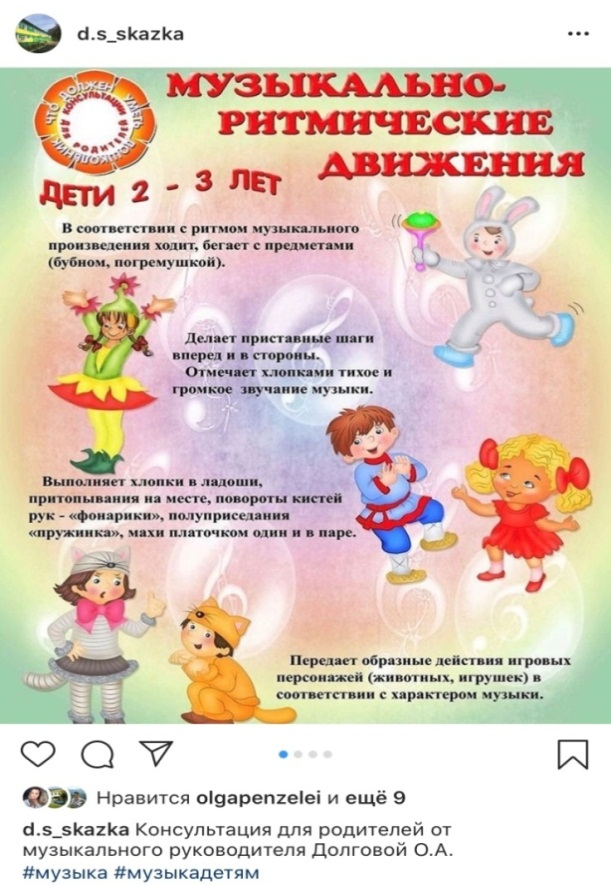 d.s_skazka
ЧТО ДОЛЖЕН УМЕТЬ
ДОШКОЛЬНИК
КОНСУЛЬТАЦИИ
ДЛЯ РОДИТЕЛЕЙ
МУЗЫКАЛЬНО-
РИТМИЧЕСКИЕ
ДВИЖЕНИЯ
ДЕТИ 2 - 3 ЛЕТ
В соответствии с ритмом музыкального
произведения ходит, бегает с предметами
(бубном, погремушкой).
Делает приставные шаги
вперед и в стороны.
Отмечает хлопками тихое и
громкое звучание музыки.
Выполняет хлопки в ладоши,
притопывания на месте, повороты кистей
рук - «фонарики», полуприседания
«пружинка», махи платочком один и в паре.
Передает образные действия игровых
персонажей (животных, игрушек) в
соответствии с характером музыки.
Нравится olgapenzelei и ещё 9
d.s_skazka Консультация для родителей от
музыкального руководителя Долговой О.А.
#музыка #музыкадетям